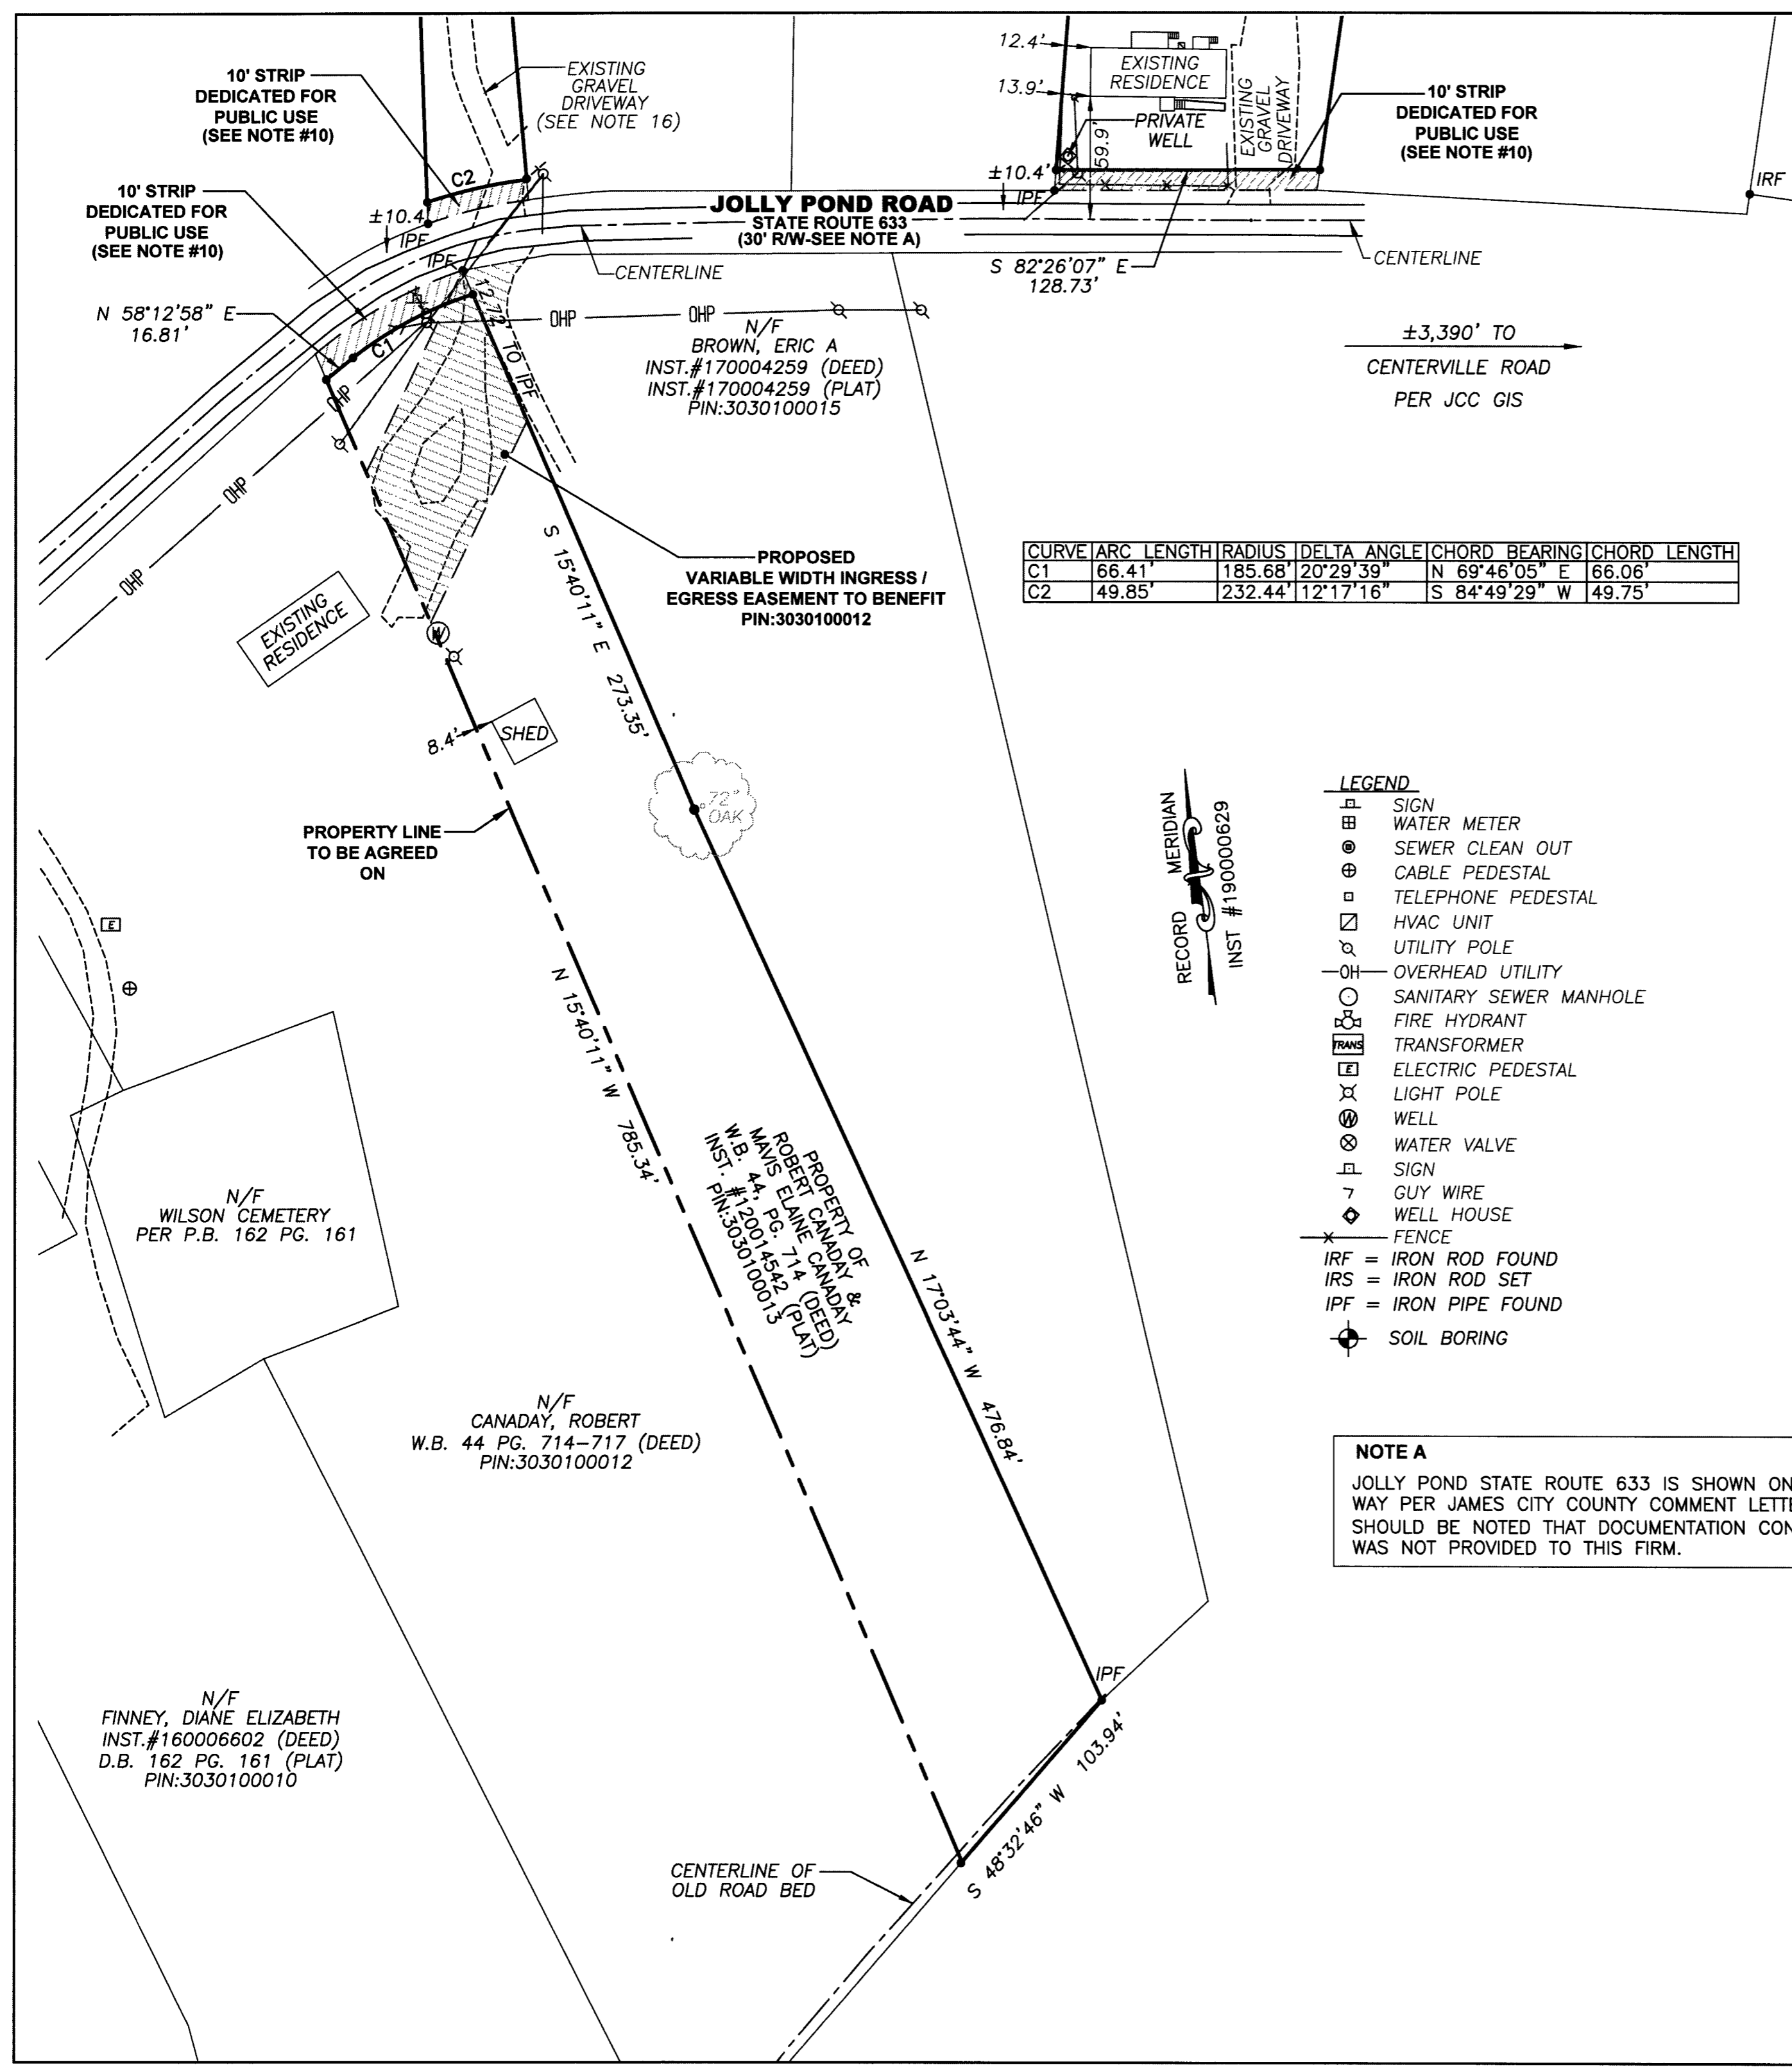 10' STRIP
DEDICATED FOR
PUBLIC USE
(SEE NOTE #10)
EXISTING
GRAVEL
DRIVEWAY
(SEE NOTE 16)
12.4'
13.9'
EXISTING
RESIDENCE
PRIVATE
WELL
59.9'
EXISTING
GRAVEL
DRIVEWAY
10' STRIP
DEDICATED FOR
PUBLIC USE
(SEE NOTE #10)
10' STRIP
DEDICATED FOR
PUBLIC USE
(SEE NOTE #10)
C2
±10.4'
IPF
IPF
±10.4'
IPF
IRF
JOLLY POND ROAD
STATE ROUTE 633
(30' R/W-SEE NOTE A)
CENTERLINE
CENTERLINE
S 82°26'07" E
128.73'
N 58°12'58" E
16.81'
C1
12.72' TO IPF
OHP
OHP
OHP
OHP
OHP
N/F
BROWN, ERIC A
INST.#170004259 (DEED)
INST.#170004259 (PLAT)
PIN:3030100015
±3,390' TO
CENTERVILLE ROAD
PER JCC GIS
CURVE ARC LENGTH RADIUS DELTA ANGLE CHORD BEARING CHORD LENGTH
C1 66.41' 185.68' 20°29'39" N 69°46'05" E 66.06'
C2 49.85' 232.44' 12°17'16" S 84°49'29" W 49.75'
PROPOSED
VARIABLE WIDTH INGRESS /
EGRESS EASEMENT TO BENEFIT
PIN:3030100012
EXISTING
RESIDENCE
W
S 15°40'11" E 273.35'
8.4'
SHED
72"
OAK
PROPERTY LINE
TO BE AGREED
ON
E
N 15°40'11" W 785.34'
RECORD MERIDIAN
INST #190000629
LEGEND
SIGN
WATER METER
SEWER CLEAN OUT
CABLE PEDESTAL
TELEPHONE PEDESTAL
HVAC UNIT
UTILITY POLE
OH OVERHEAD UTILITY
SANITARY SEWER MANHOLE
FIRE HYDRANT
TRANS TRANSFORMER
E ELECTRIC PEDESTAL
LIGHT POLE
W WELL
WATER VALVE
SIGN
GUY WIRE
WELL HOUSE
FENCE
IRF = IRON ROD FOUND
IRS = IRON ROD SET
IPF = IRON PIPE FOUND
SOIL BORING
PROPERTY OF
ROBERT CANADAY &
MAVIS ELAINE CANADAY
W.B. 44, PG. 714 (DEED)
INST. #120014542 (PLAT)
PIN:3030100013
N 17°03'44" W 476.84'
N/F
WILSON CEMETERY
PER P.B. 162 PG. 161
N/F
CANADAY, ROBERT
W.B. 44 PG. 714-717 (DEED)
PIN:3030100012
NOTE A
JOLLY POND STATE ROUTE 633 IS SHOWN ON
WAY PER JAMES CITY COUNTY COMMENT
SHOULD BE NOTED THAT DOCUMENTATION
WAS NOT PROVIDED TO THIS FIRM.
IPF
S 48°32'46" W 103.94'
N/F
FINNEY, DIANE ELIZABETH
INST.#160006602 (DEED)
D.B. 162 PG. 161 (PLAT)
PIN:3030100010
CENTERLINE OF
OLD ROAD BED